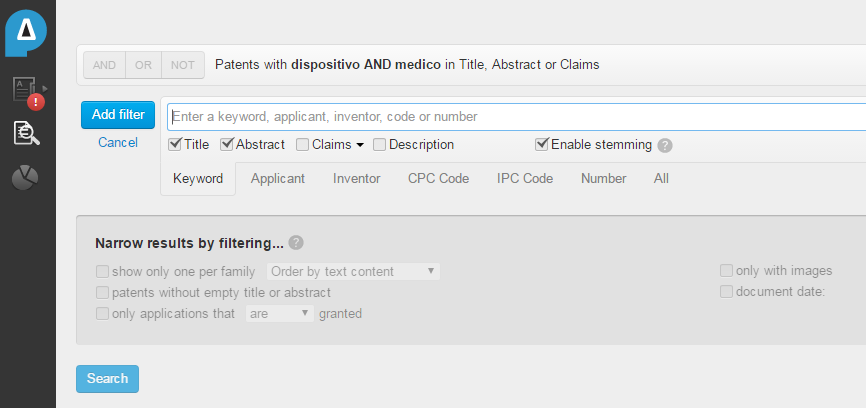 AND OR NOT Patents with dispositivo AND medico in Title, Abstract or Claims
Add filter Enter a keyword, applicant, inventor, code or number
Cancel Title Abstract Claims Description Enable stemming ?
Keyword Applicant Inventor CPC Code IPC Code Number All
Narrow results by filtering... ?
show only one per family Order by text content only with images
patents without empty title or abstract document date:
only applications that are granted
Search